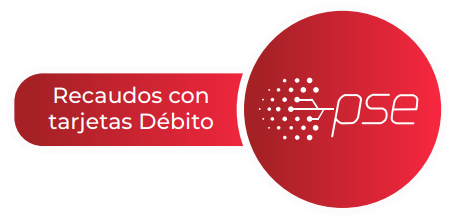 Recaudos con
tarjetas Débito
pse